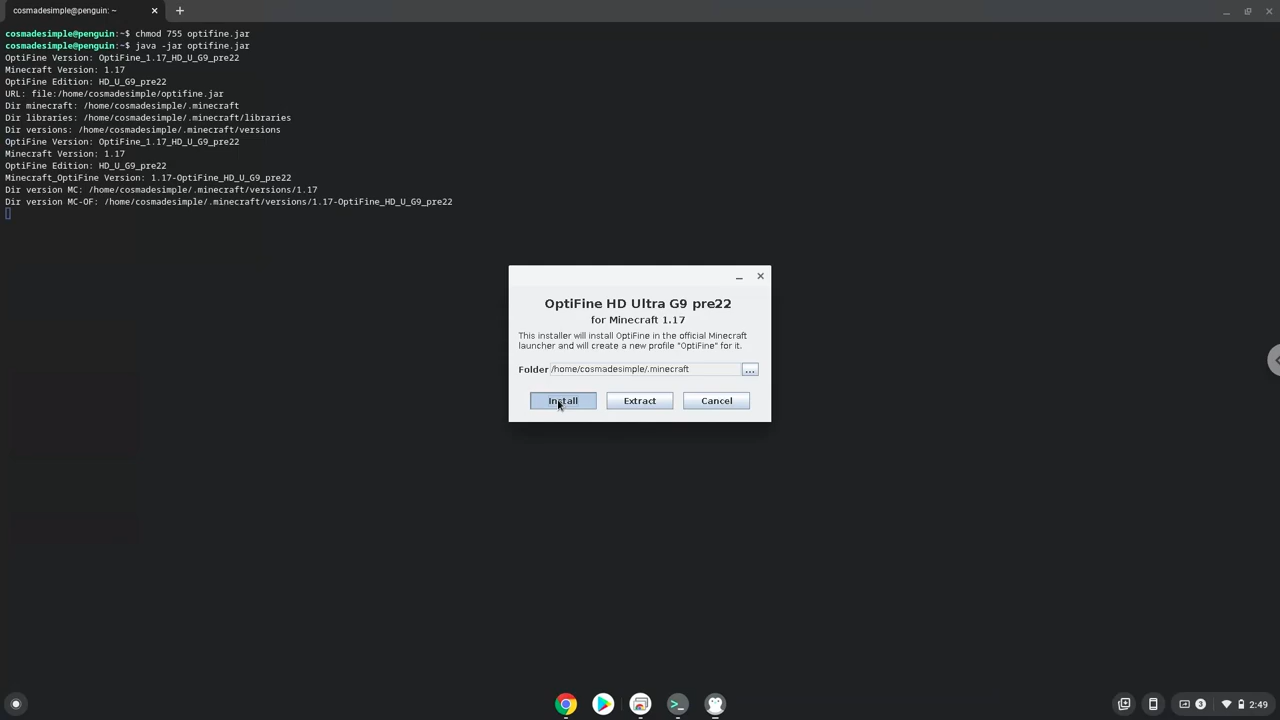 cosmadesimple@penguin: ~
cosmadesimple@penguin:~$ chmod 755 optifine.jar
cosmadesimple@penguin:~$ java -jar optifine.jar
OptiFine Version: OptiFine_1.17_HD_U_G9_pre22
Minecraft Version: 1.17
OptiFine Edition: HD_U_G9_pre22
URL: file:/home/cosmadesimple/optifine.jar
Dir minecraft: /home/cosmadesimple/.minecraft
Dir libraries: /home/cosmadesimple/.minecraft/libraries
Dir versions: /home/cosmadesimple/.minecraft/versions
OptiFine Version: OptiFine_1.17_HD_U_G9_pre22
Minecraft Version: 1.17
OptiFine Edition: HD_U_G9_pre22
Minecraft_OptiFine Version: 1.17-OptiFine_HD_U_G9_pre22
Dir version MC: /home/cosmadesimple/.minecraft/versions/1.17
Dir version MC-OF: /home/cosmadesimple/.minecraft/versions/1.17-OptiFine_HD_U_G9_pre22
OptiFine HD Ultra G9 pre22
for Minecraft 1.17
This installer will install OptiFine in the official Minecraft
launcher and will create a new profile "OptiFine" for it.
Folder /home/cosmadesimple/.minecraft ...
Install Extract Cancel
3 2:49